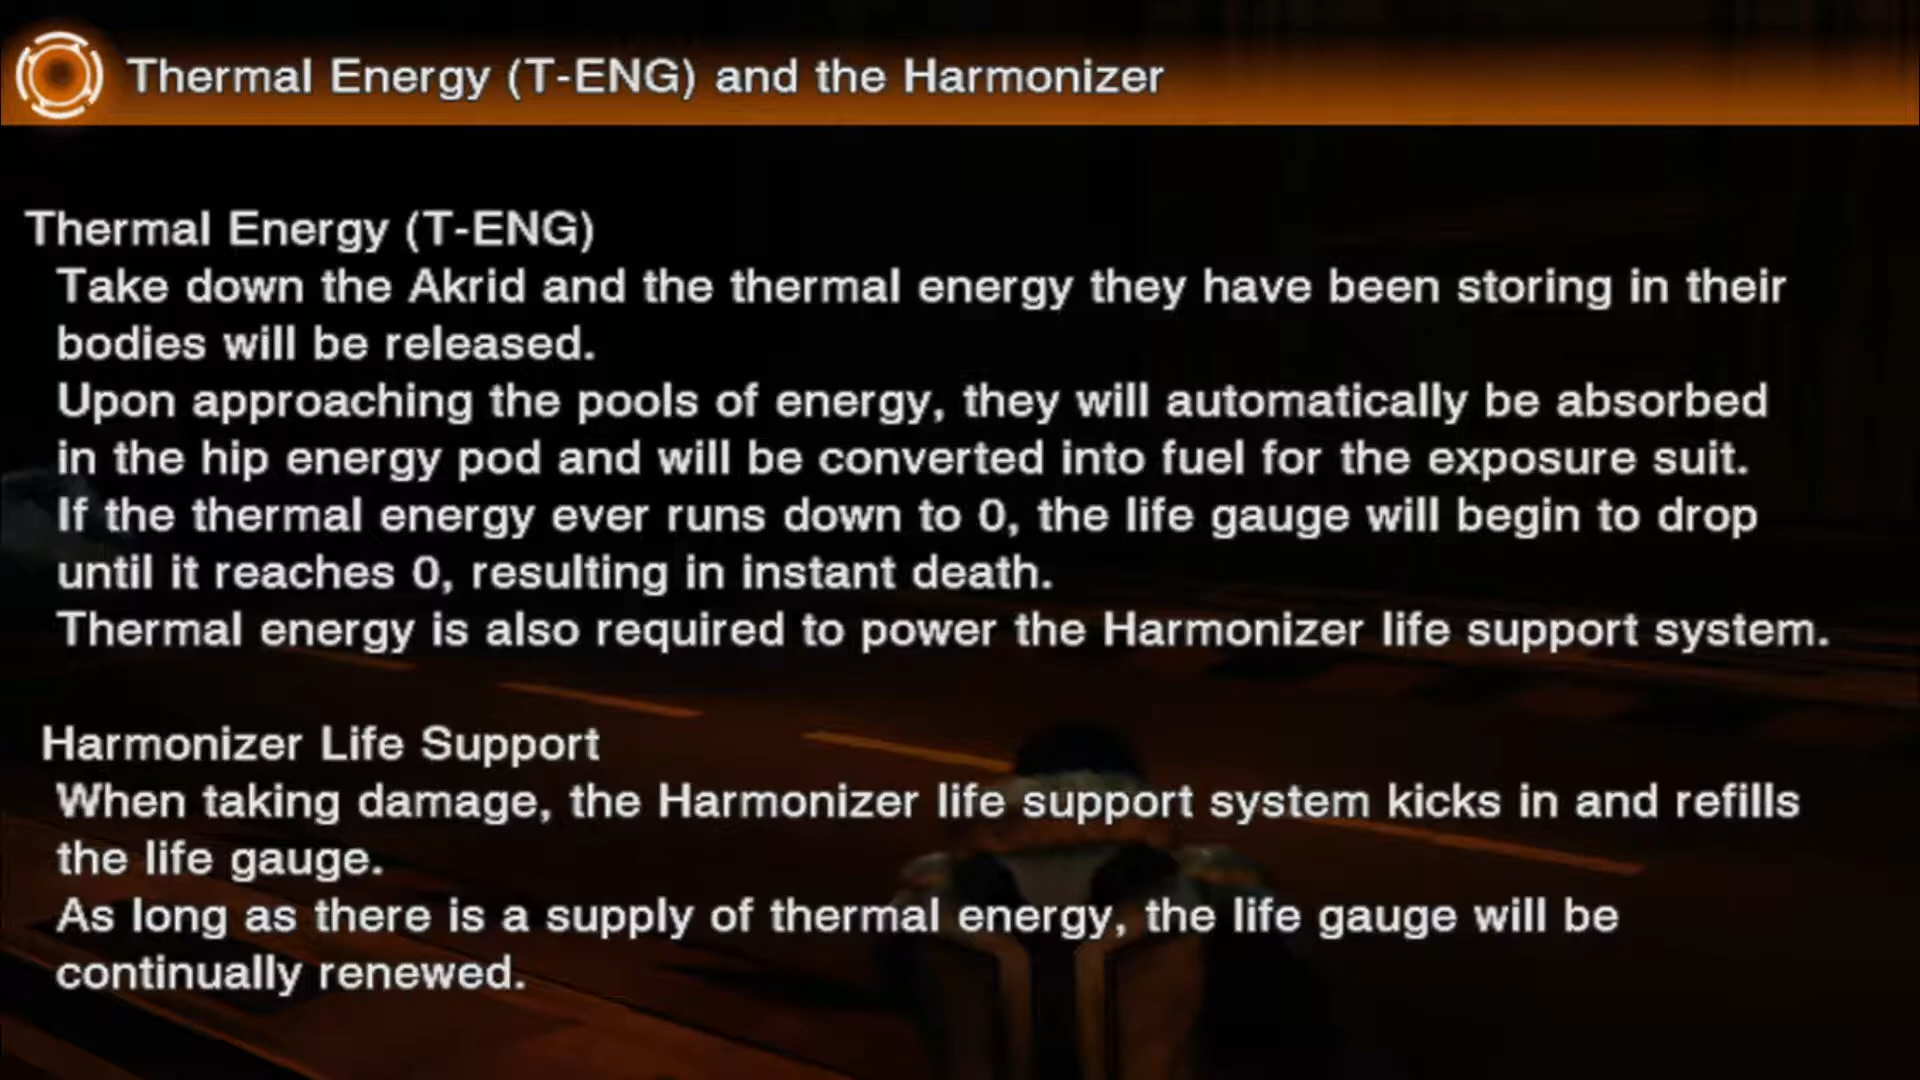 Thermal Energy (T-ENG) and the Harmonizer
Thermal Energy (T-ENG)
Take down the Akrid and the thermal energy they have been storing in their
bodies will be released.
Upon approaching the pools of energy, they will automatically be absorbed
in the hip energy pod and will be converted into fuel for the exposure suit.
If the thermal energy ever runs down to 0, the life gauge will begin to drop
until it reaches 0, resulting in instant death.
Thermal energy is also required to power the Harmonizer life support system.
Harmonizer Life Support
When taking damage, the Harmonizer life support system kicks in and refills
the life gauge.
As long as there is a supply of thermal energy, the life gauge will be
continually renewed.